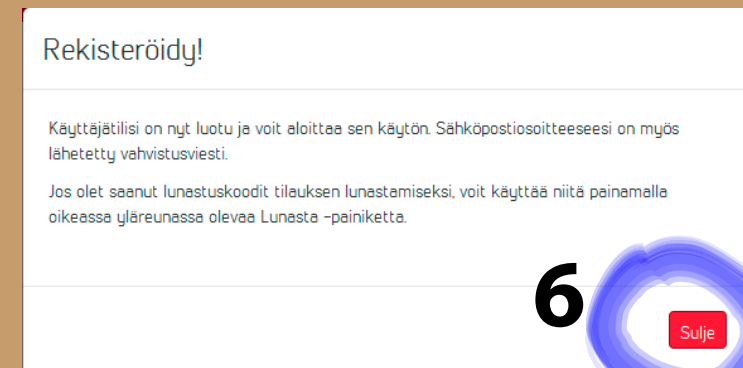 Rekisteröidy!
Käyttäjätilisi on nyt luotu ja voit aloittaa sen käytön. Sähköpostiosoitteeseesi on myös
lähetetty vahvistusviesti.
Jos olet saanut lunastuskoodit tilauksen lunastamiseksi, voit käyttää niitä painamalla
oikeassa yläreunassa olevaa Lunasta -painiketta.
6
Sulje